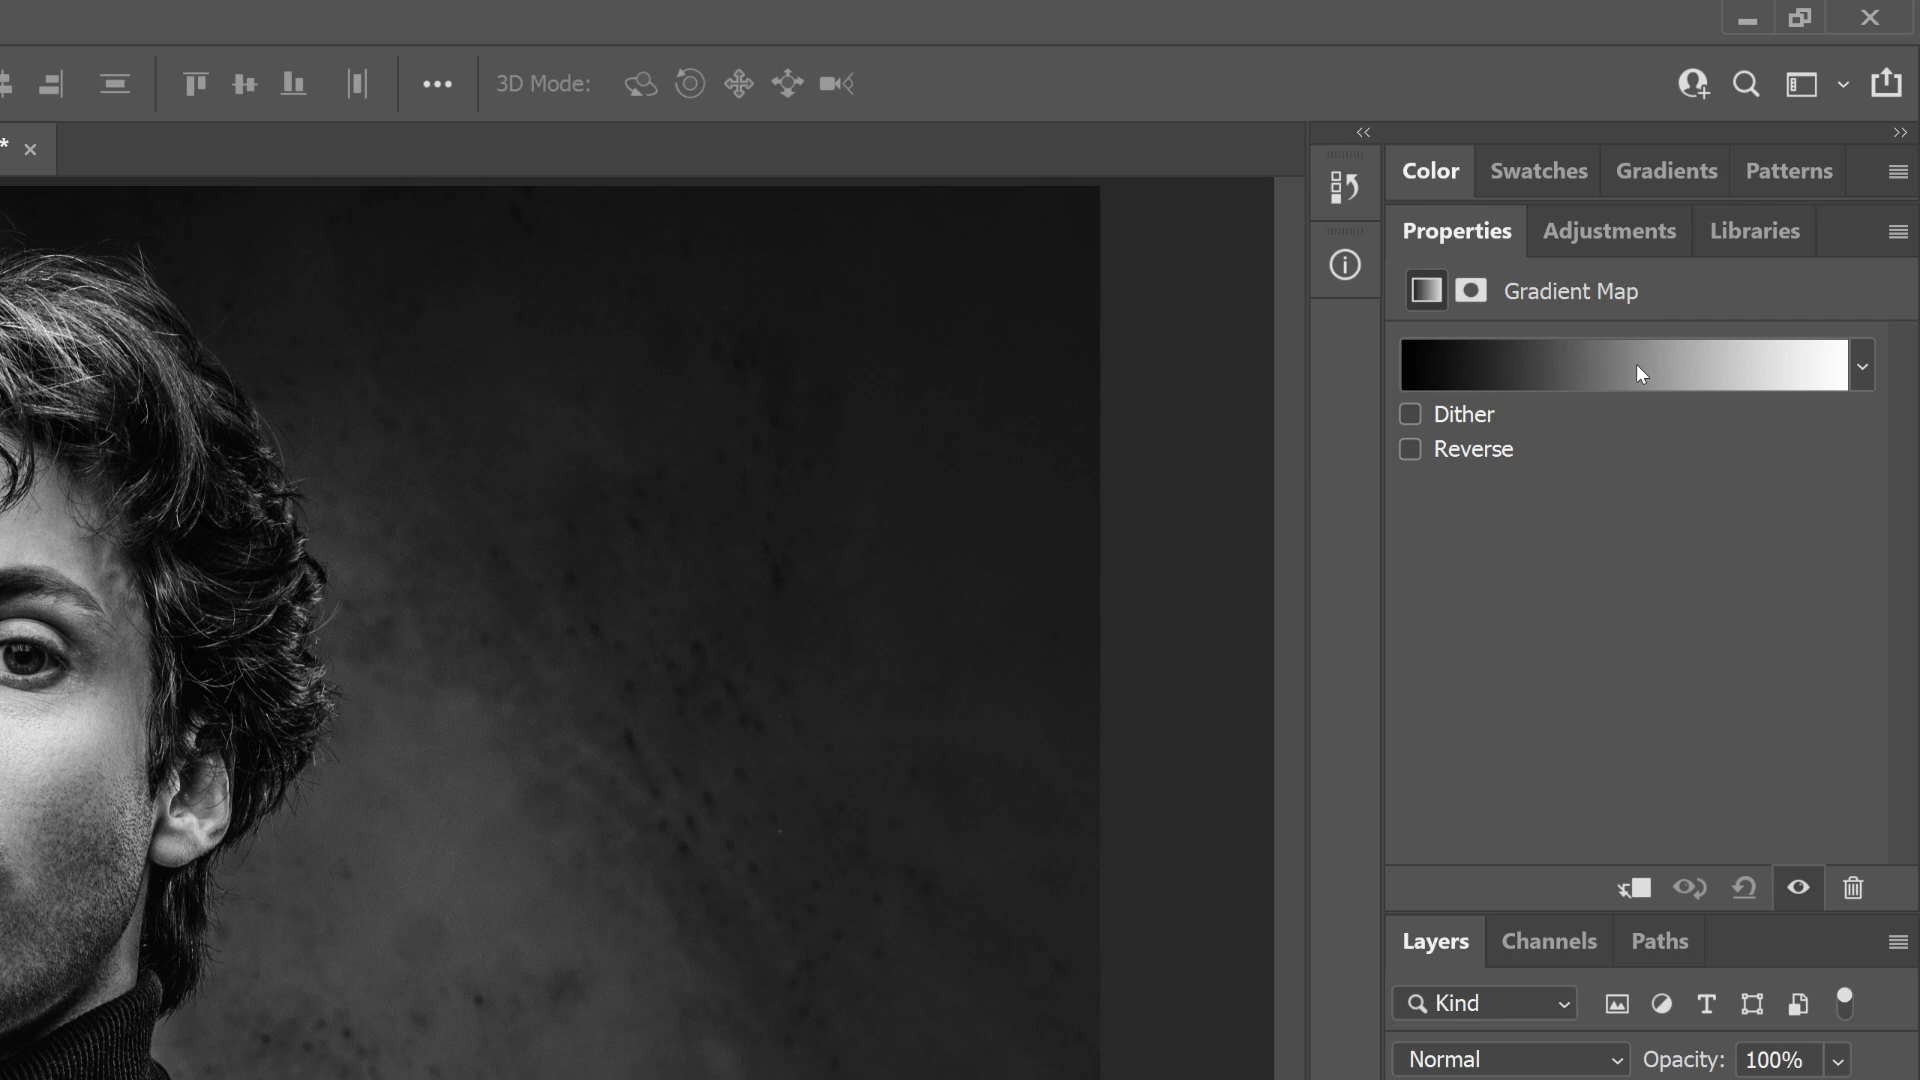 3D Mode:
Color Swatches Gradients Patterns
Properties Adjustments Libraries
Gradient Map
Dither
Reverse
Layers Channels Paths
Kind
Normal Opacity: 100%